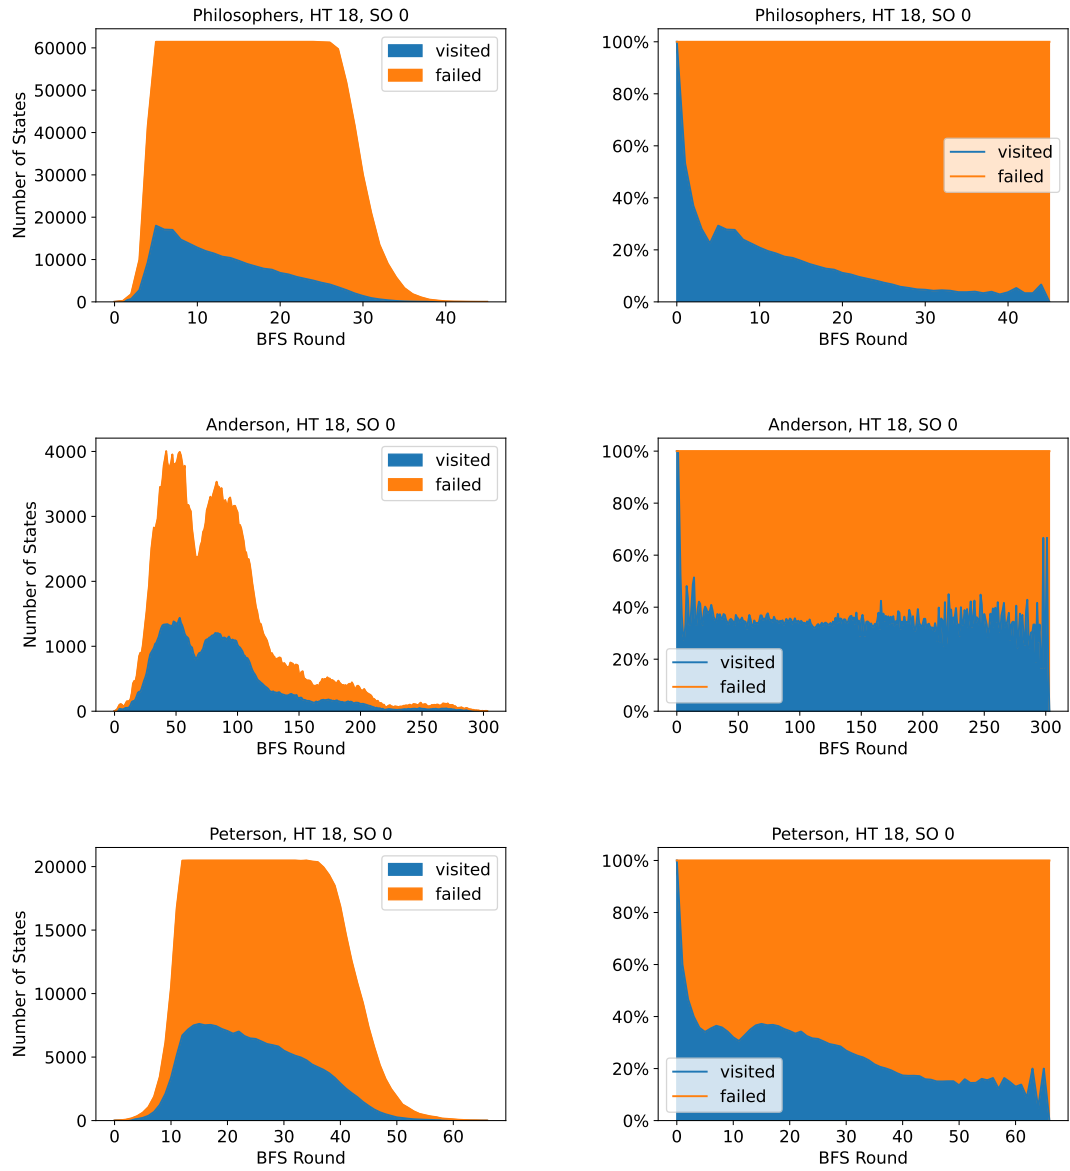 Philosophers, HT 18, SO 0
60000
50000
40000
30000
20000
10000
0
Number of States
visited
failed
0 10 20 30 40
BFS Round
Philosophers, HT 18, SO 0
100%
80%
60%
40%
20%
0%
visited
failed
0 10 20 30 40
BFS Round
Anderson, HT 18, SO 0
4000
3000
2000
1000
0
Number of States
visited
failed
0 50 100 150 200 250 300
BFS Round
Anderson, HT 18, SO 0
100%
80%
60%
40%
20%
0%
visited
failed
0 50 100 150 200 250 300
BFS Round
Peterson, HT 18, SO 0
20000
15000
10000
5000
0
Number of States
visited
failed
0 10 20 30 40 50 60
BFS Round
Peterson, HT 18, SO 0
100%
80%
60%
40%
20%
0%
visited
failed
0 10 20 30 40 50 60
BFS Round